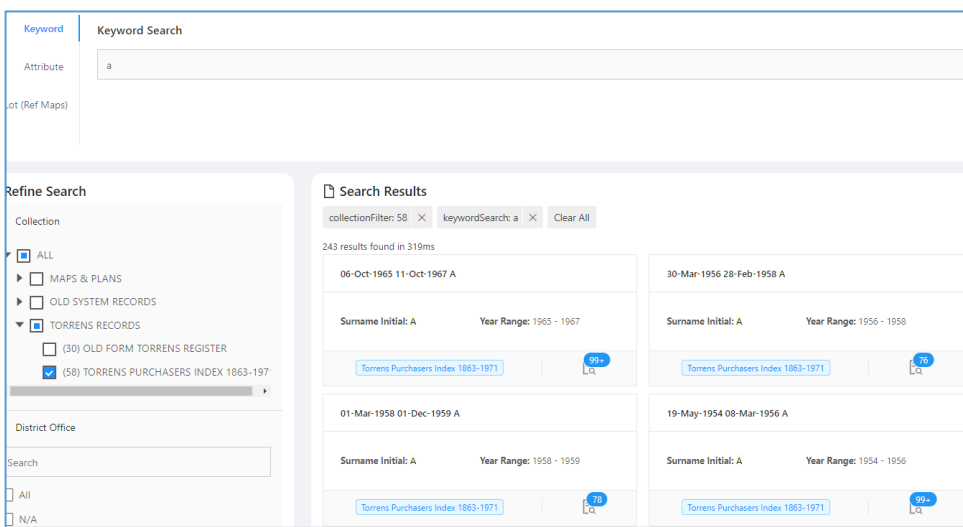 Keyword
Keyword Search
Attribute
a
ot (Ref Maps)
Refine Search
Collection
ALL
MAPS & PLANS
OLD SYSTEM RECORDS
TORRENS RECORDS
(30) OLD FORM TORRENS REGISTER
(58) TORRENS PURCHASERS INDEX 1863-197
District Office
Search
All
N/A
Search Results
collectionFilter: 58 × keywordSearch: a × Clear All
243 results found in 319ms
06-Oct-1965 11-Oct-1967 A
Surname Initial: A Year Range: 1965 - 1967
Torrens Purchasers Index 1863-1971 99+
30-Mar-1956 28-Feb-1958 A
Surname Initial: A Year Range: 1956 - 1958
Torrens Purchasers Index 1863-1971 76
01-Mar-1958 01-Dec-1959 A
Surname Initial: A Year Range: 1958 - 1959
Torrens Purchasers Index 1863-1971 78
19-May-1954 08-Mar-1956 A
Surname Initial: A Year Range: 1954 - 1956
Torrens Purchasers Index 1863-1971 99+